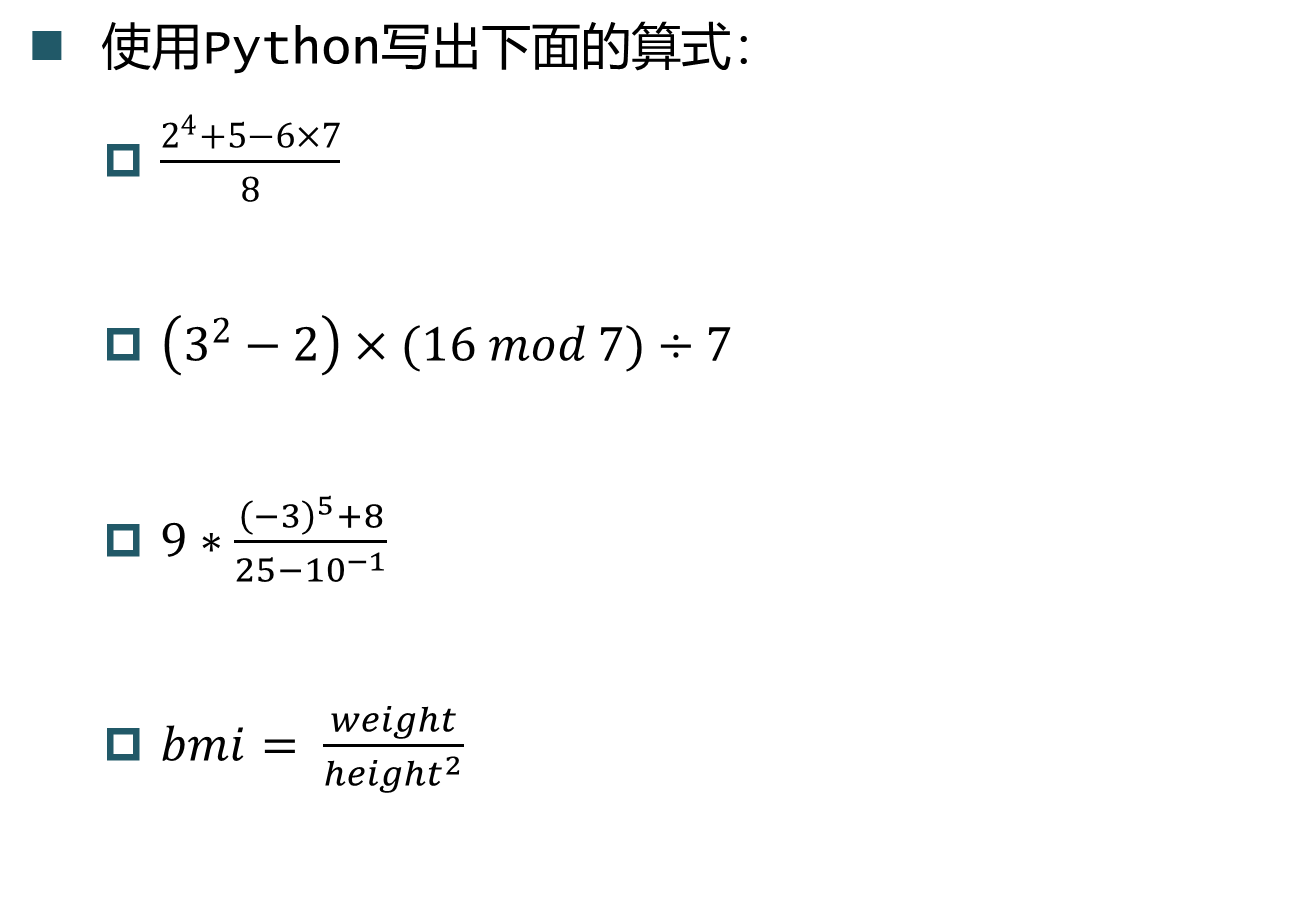 使用Python写出下面的算式：
(2⁴+5−6×7)/8
(3² − 2) × (16 mod 7) ÷ 7
9 * ((−3)⁵+8)/(25−10⁻¹)
bmi = weight/height²